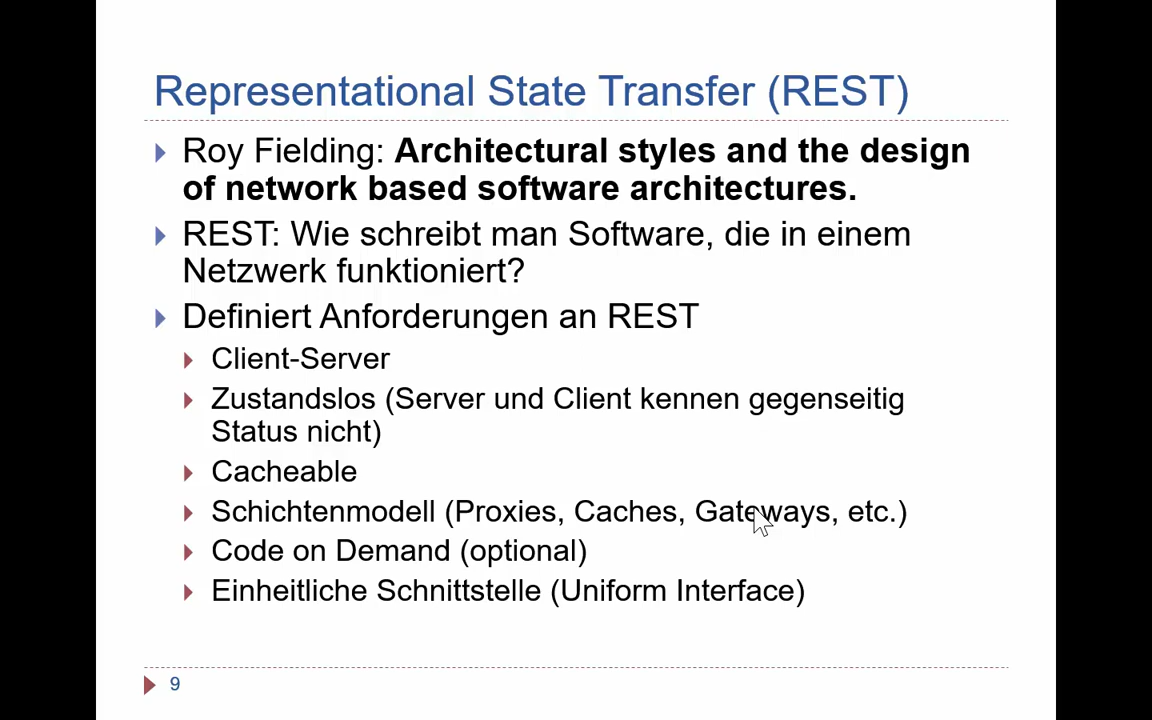 Representational State Transfer (REST)
Roy Fielding: Architectural styles and the design
of network based software architectures.
REST: Wie schreibt man Software, die in einem
Netzwerk funktioniert?
Definiert Anforderungen an REST
Client-Server
Zustandslos (Server und Client kennen gegenseitig
Status nicht)
Cacheable
Schichtenmodell (Proxies, Caches, Gateways, etc.)
Code on Demand (optional)
Einheitliche Schnittstelle (Uniform Interface)
9